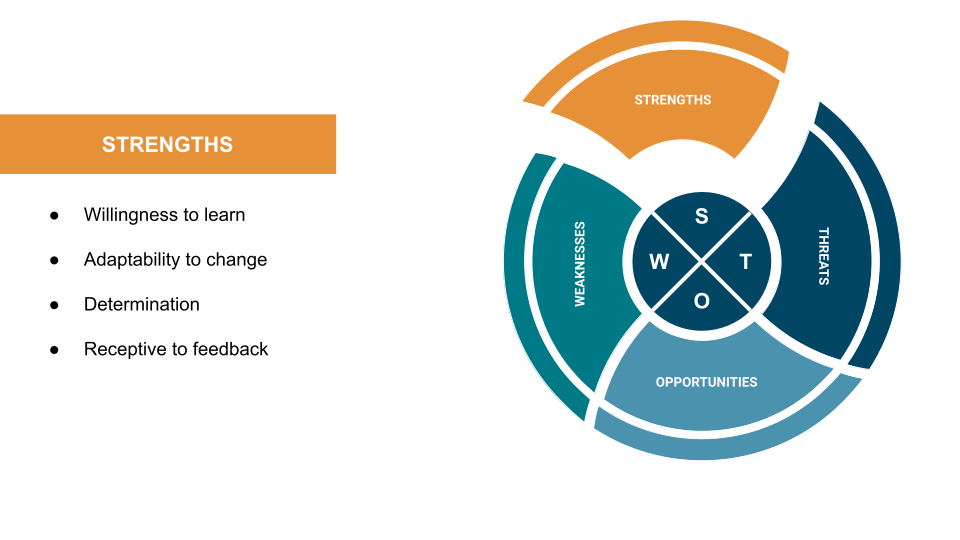 STRENGTHS
● Willingness to learn
● Adaptability to change
● Determination
● Receptive to feedback
STRENGTHS
WEAKNESSES
THREATS
OPPORTUNITIES
S
W T
O